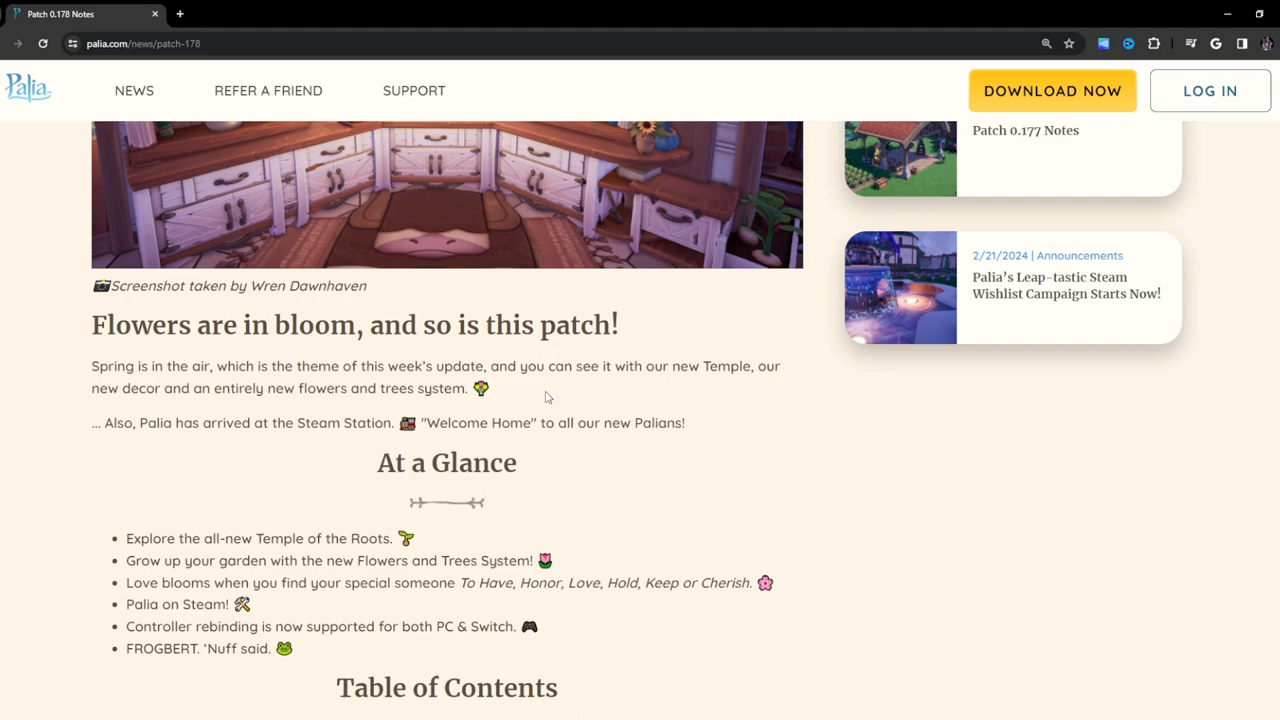 Patch 0.178 Notes
palia.com/news/patch-178
Palia
NEWS
REFER A FRIEND
SUPPORT
DOWNLOAD NOW
LOG IN
Patch 0.177 Notes
2/21/2024 | Announcements
Palia’s Leap-tastic Steam
Wishlist Campaign Starts Now!
📸Screenshot taken by Wren Dawnhaven
Flowers are in bloom, and so is this patch!
Spring is in the air, which is the theme of this week’s update, and you can see it with our new Temple, our
new decor and an entirely new flowers and trees system. 💐
... Also, Palia has arrived at the Steam Station. 🚂 "Welcome Home" to all our new Palians!
At a Glance
• Explore the all-new Temple of the Roots. 🌱
• Grow up your garden with the new Flowers and Trees System! 🌷
• Love blooms when you find your special someone To Have, Honor, Love, Hold, Keep or Cherish. 🌸
• Palia on Steam! 🛠️
• Controller rebinding is now supported for both PC & Switch. 🎮
• FROGBERT. ‘Nuff said. 🐸
Table of Contents